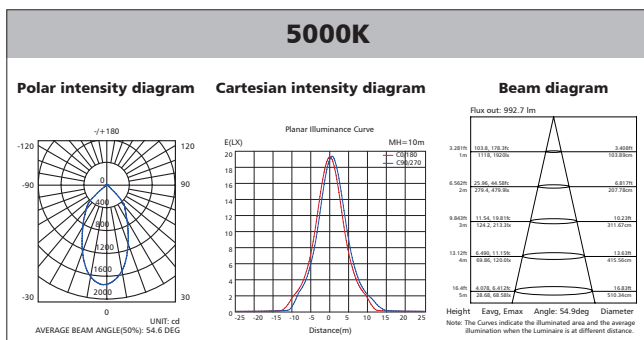 5000K
Polar intensity diagram
Cartesian intensity diagram
Beam diagram
-/+180
-120
120
-90
90
-30
30
0
0
400
800
1200
1600
2000
UNIT: cd
AVERAGE BEAM ANGLE(50%): 54.6 DEG
Planar Illuminance Curve
E(LX)
MH=10m
C0/180
C90/270
20
19
16
14
12
10
8
6
4
2
0
-25 -20 -15 -10 -5 0 5 10 15 20 25
Distance(m)
Flux out: 992.7 lm
3.281ft 103.8, 178.3fc 3.408ft
1m 1118, 1920lx 103.89cm
6.562ft 25.96, 44.58fc 6.817ft
2m 279.4, 479.9lx 207.78cm
9.843ft 11.54, 19.81fc 10.23ft
3m 124.2, 213.3lx 311.67cm
13.12ft 6.490, 11.15fc 13.63ft
4m 69.86, 120.0lx 415.56cm
16.4ft 4.078, 6.412fc 16.83ft
5m 28.68, 68.58lx 510.34cm
Height Eavg, Emax Angle: 54.9deg Diameter
Note: The Curves indicate the illuminated area and the average
illumination when the Luminaire is at different distance.